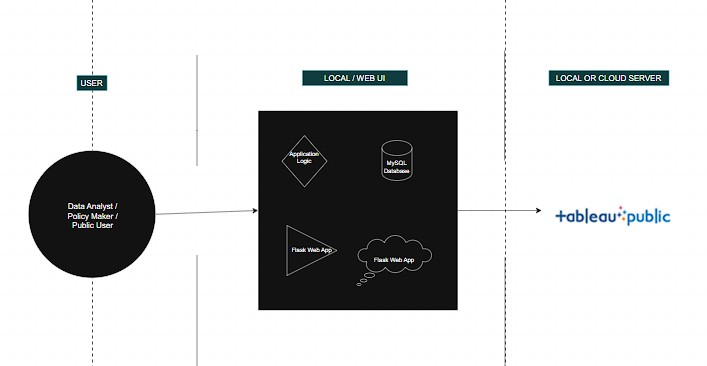 USER
LOCAL / WEB UI
LOCAL OR CLOUD SERVER
Data Analyst /
Policy Maker /
Public User
Application
Logic
MySQL
Database
Flask Web App
Flask Web App
+ableau public